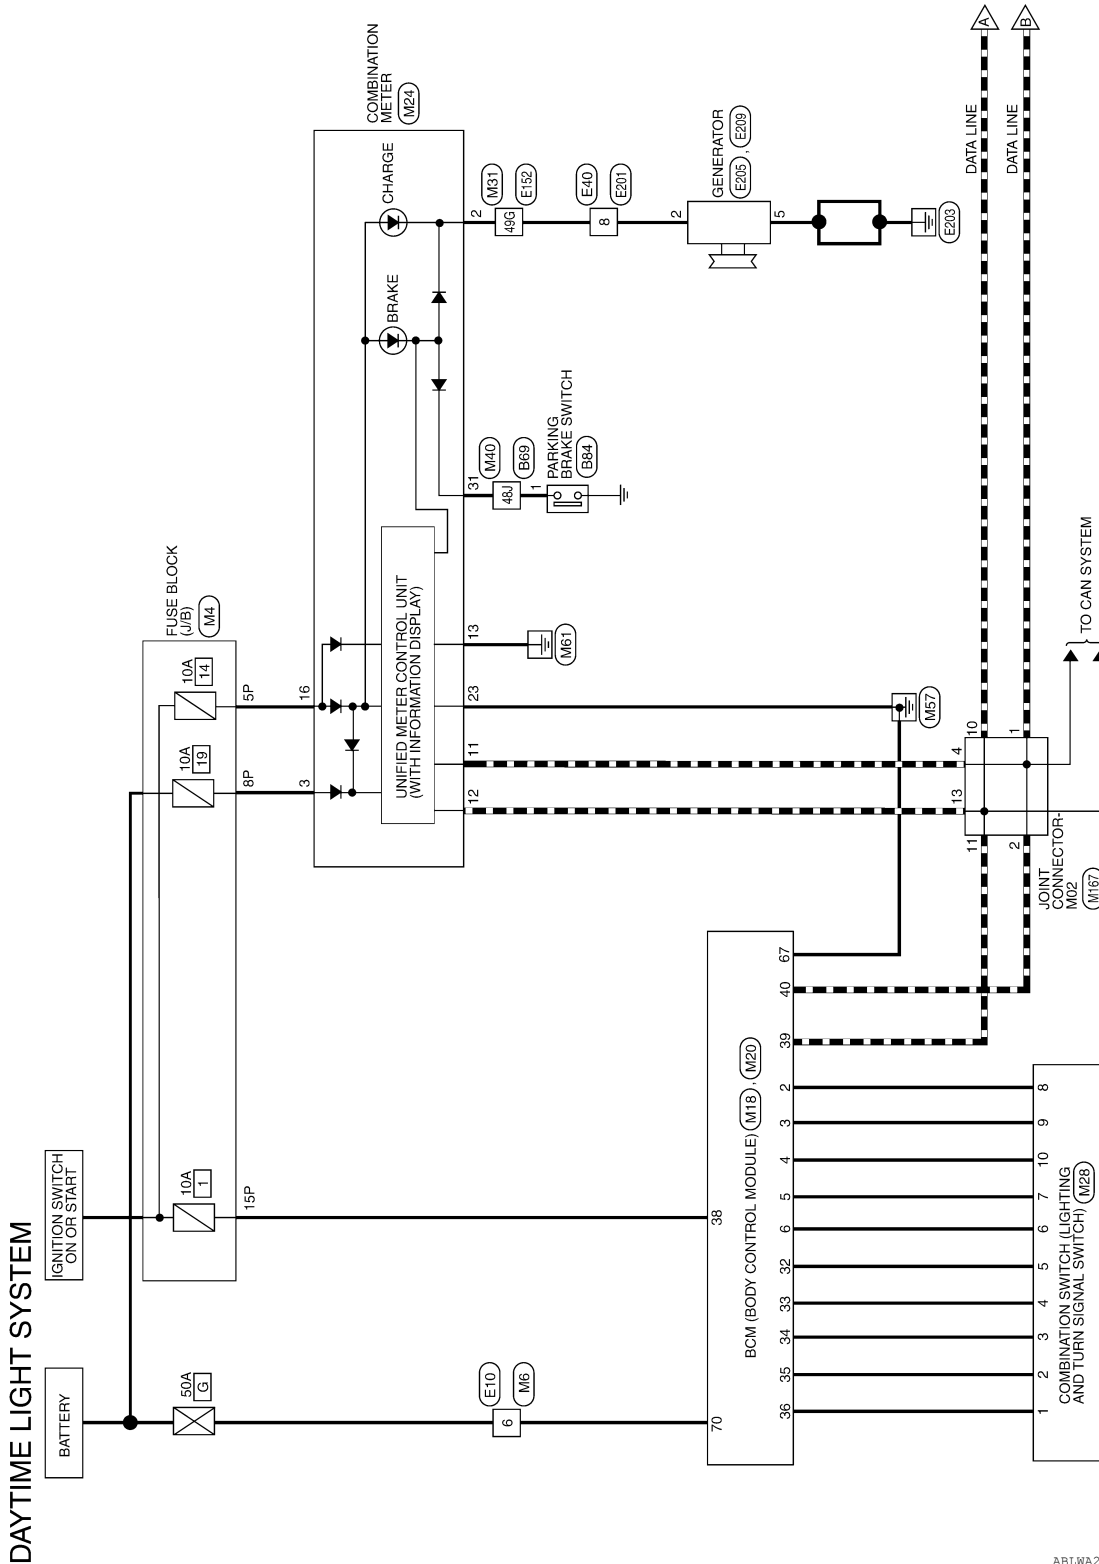 DAYTIME LIGHT SYSTEM
BATTERY
IGNITION SWITCH
ON OR START
50A
G
10A
1
15P
10A
19
8P
10A
14
5P
FUSE BLOCK
(J/B)
M4
E10
M6
6
3
16
COMBINATION
METER
M24
UNIFIED METER CONTROL UNIT
(WITH INFORMATION DISPLAY)
BRAKE
CHARGE
12
11
23
13
31
2
M61
M40
B69
48J
1
PARKING
BRAKE SWITCH
B84
M31
E152
49G
E40
E201
8
2
GENERATOR
E205 , E209
5
E203
M57
70
38
BCM (BODY CONTROL MODULE) M18 , M20
36
35
34
33
32
6
5
4
3
2
39
40
67
1
2
3
4
5
6
7
10
9
8
COMBINATION SWITCH (LIGHTING
AND TURN SIGNAL SWITCH) M28
11
13
4
10
2
1
JOINT
CONNECTOR-
M02
M167
TO CAN SYSTEM
DATA LINE
A
DATA LINE
B